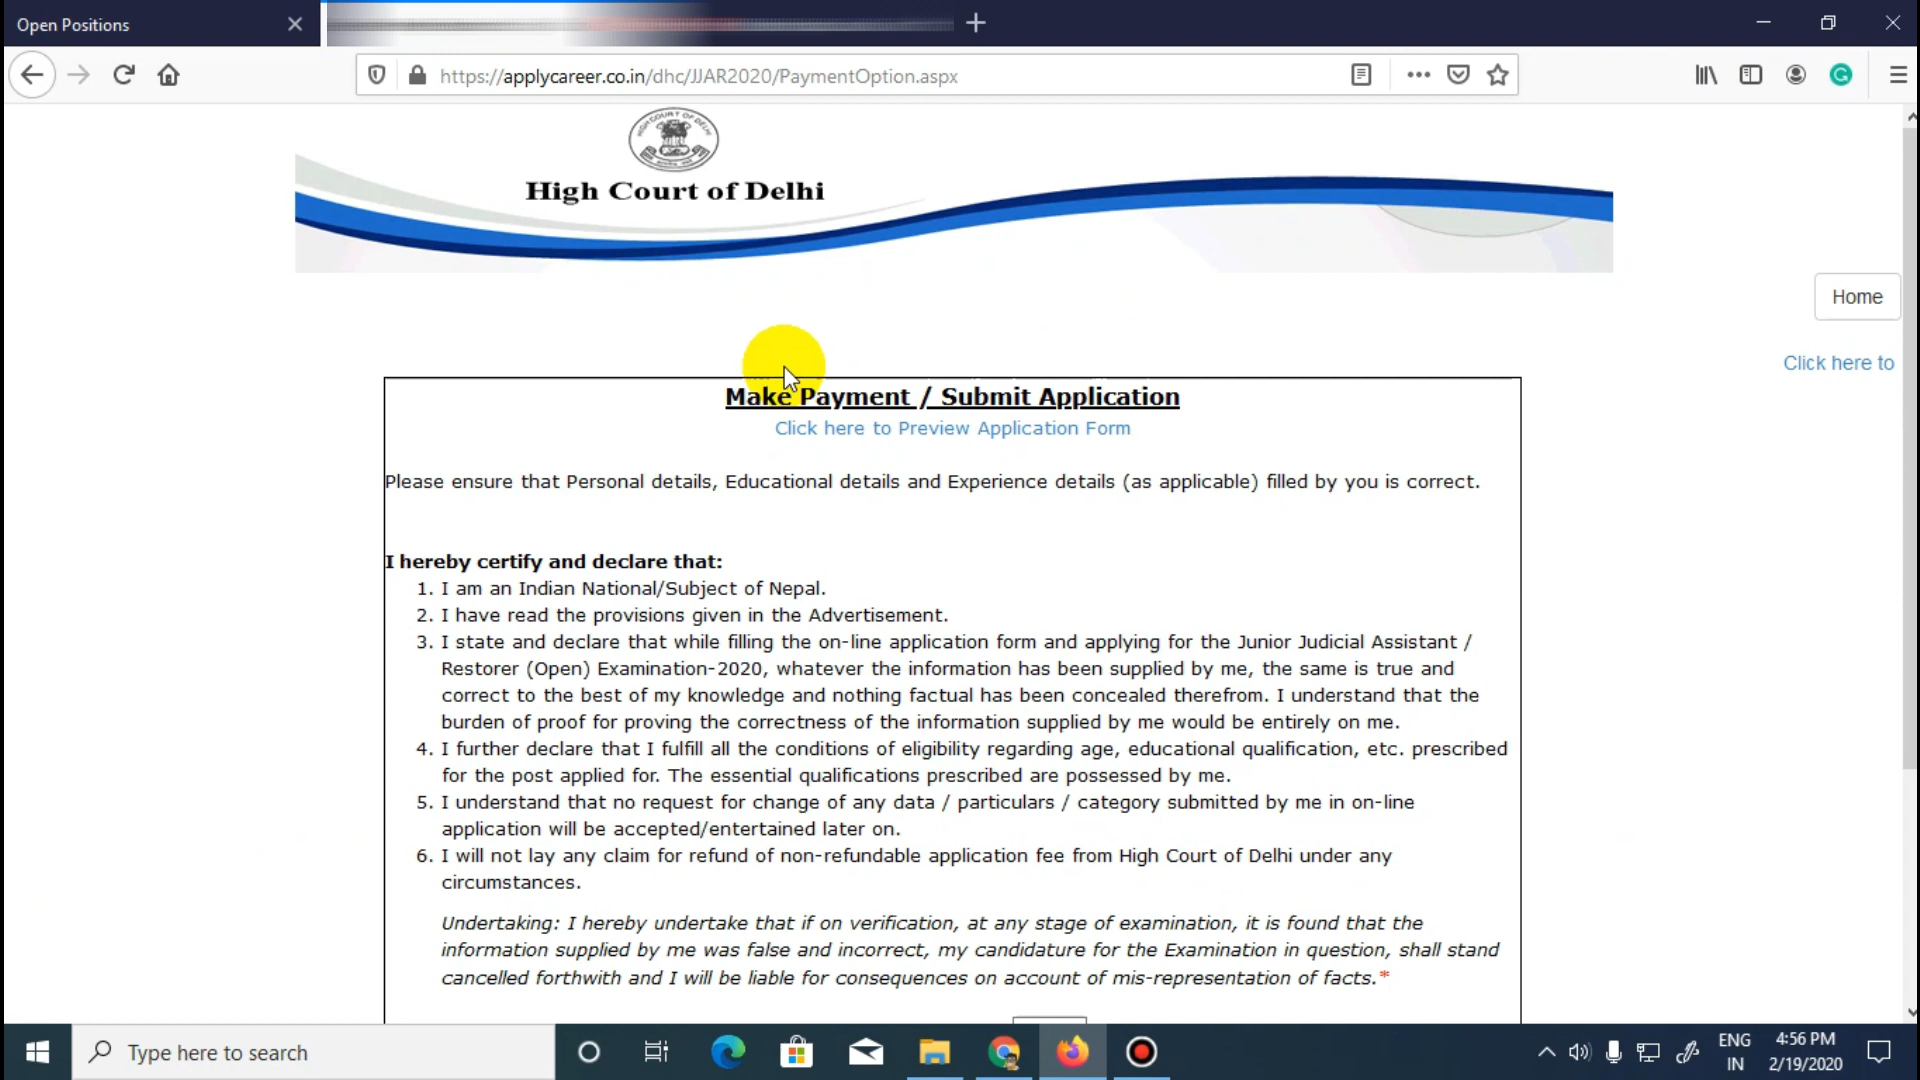 Open Positions
https://applycareer.co.in/dhc/JJAR2020/PaymentOption.aspx
High Court of Delhi
Home
Click here to
Make Payment / Submit Application
Click here to Preview Application Form
Please ensure that Personal details, Educational details and Experience details (as applicable) filled by you is correct.
I hereby certify and declare that:
1. I am an Indian National/Subject of Nepal.
2. I have read the provisions given in the Advertisement.
3. I state and declare that while filling the on-line application form and applying for the Junior Judicial Assistant /
Restorer (Open) Examination-2020, whatever the information has been supplied by me, the same is true and
correct to the best of my knowledge and nothing factual has been concealed therefrom. I understand that the
burden of proof for proving the correctness of the information supplied by me would be entirely on me.
4. I further declare that I fulfill all the conditions of eligibility regarding age, educational qualification, etc. prescribed
for the post applied for. The essential qualifications prescribed are possessed by me.
5. I understand that no request for change of any data / particulars / category submitted by me in on-line
application will be accepted/entertained later on.
6. I will not lay any claim for refund of non-refundable application fee from High Court of Delhi under any
circumstances.
Undertaking: I hereby undertake that if on verification, at any stage of examination, it is found that the
information supplied by me was false and incorrect, my candidature for the Examination in question, shall stand
cancelled forthwith and I will be liable for consequences on account of mis-representation of facts.*
Type here to search
ENG
IN
4:56 PM
2/19/2020